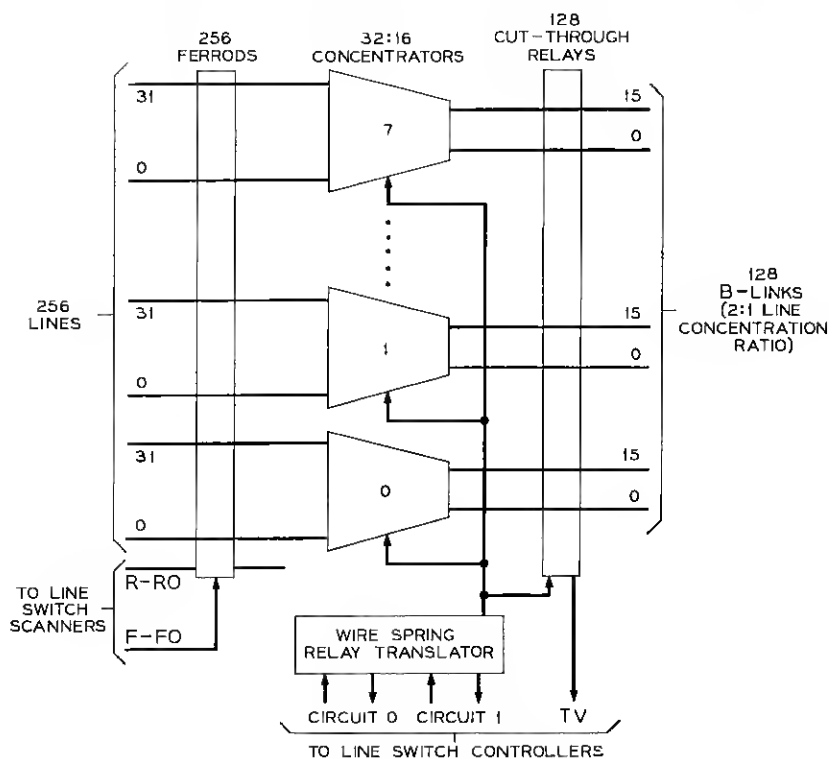 256
FERRODS
32:16
CONCENTRATORS
128
CUT-THROUGH
RELAYS
31
0
7
15
0
256
LINES
31
0
1
15
0
128
B-LINKS
(2:1 LINE
CONCENTRATION
RATIO)
31
0
0
15
0
TO LINE
SWITCH
SCANNERS
R-RO
F-FO
WIRE SPRING
RELAY TRANSLATOR
CIRCUIT 0 CIRCUIT 1 TV
TO LINE SWITCH CONTROLLERS